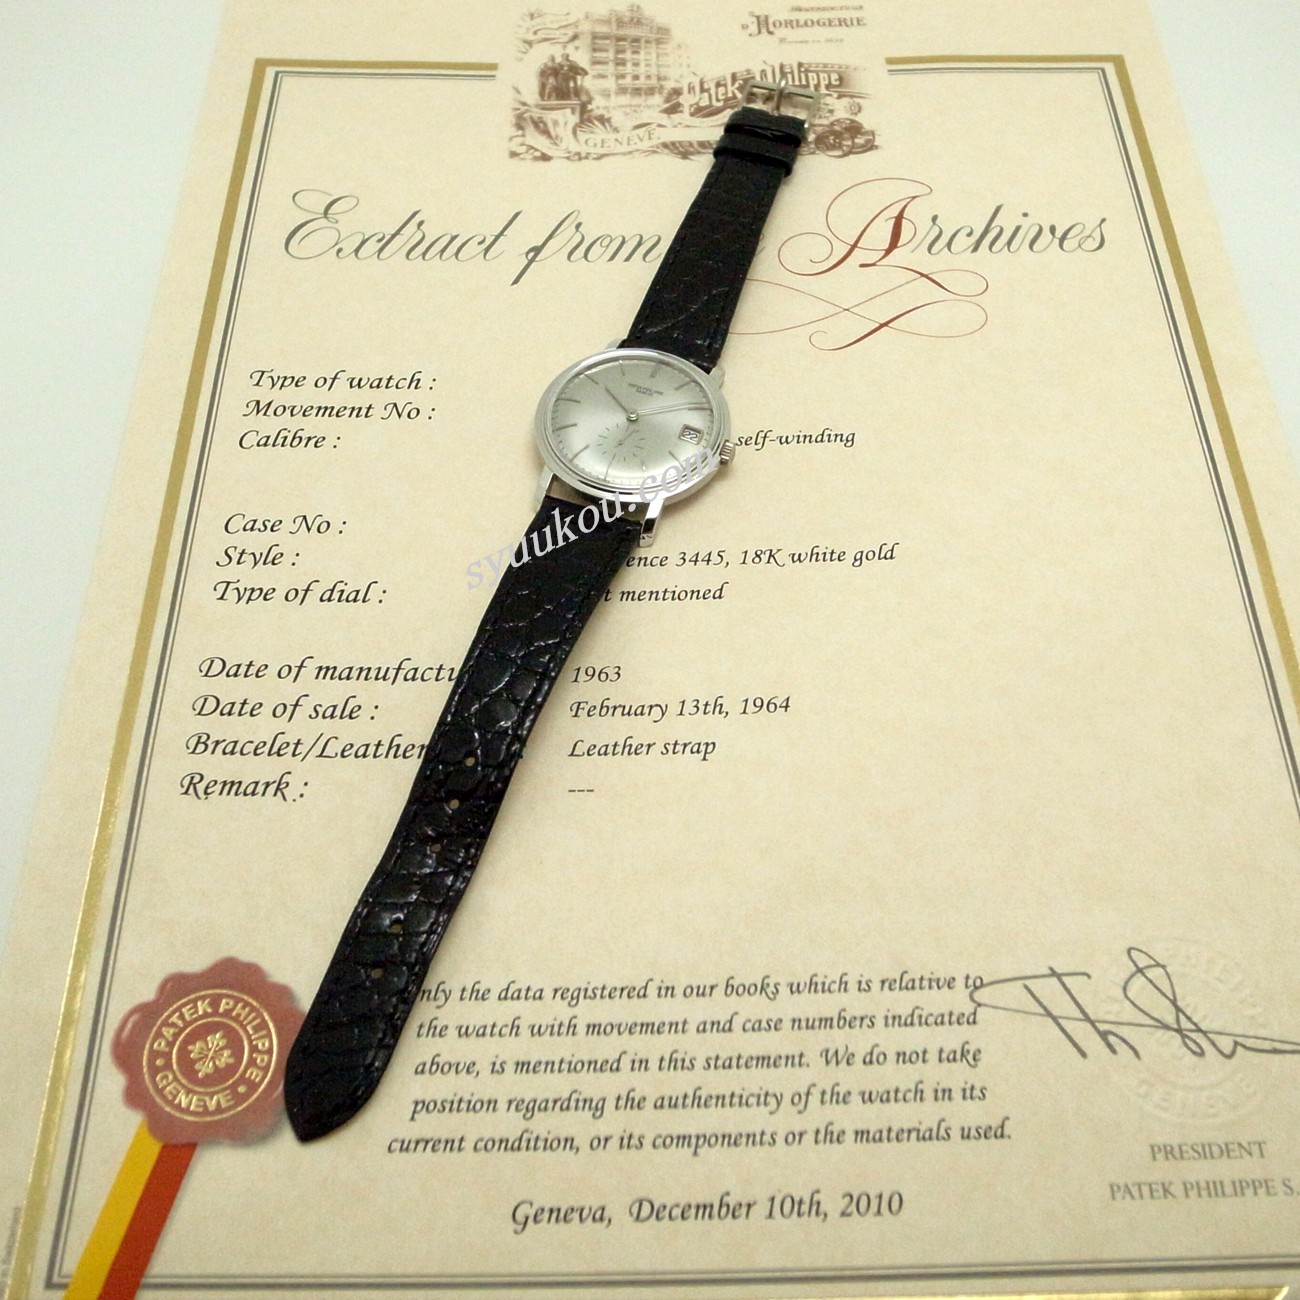 D'HORLOGERIE
Patek Philippe
GENÈVE
Extract from Archives
Type of watch :
Movement No :
Calibre : self-winding
Case No :
Style : ence 3445, 18K white gold
Type of dial : t mentioned
Date of manufactu 1963
Date of sale : February 13th, 1964
Bracelet/Leather Leather strap
Remark : ---
22
syuukou.com
nly the data registered in our books which is relative to
the watch with movement and case numbers indicated
above, is mentioned in this statement. We do not take
position regarding the authenticity of the watch in its
current condition, or its components or the materials used.
PATEK PHILIPPE
GENEVE
PRESIDENT
PATEK PHILIPPE S.
Geneva, December 10th, 2010